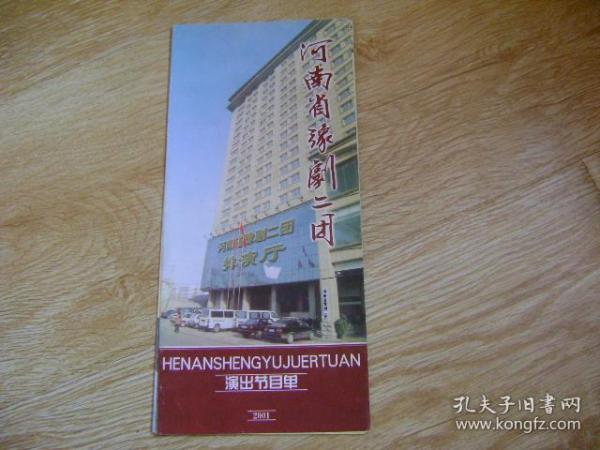 河南省豫劇二团
河南省豫剧二团
排演厅
HENANSHENGYUJUERTUAN
演出节目单
2001
孔夫子旧书网
www.kongfz.com